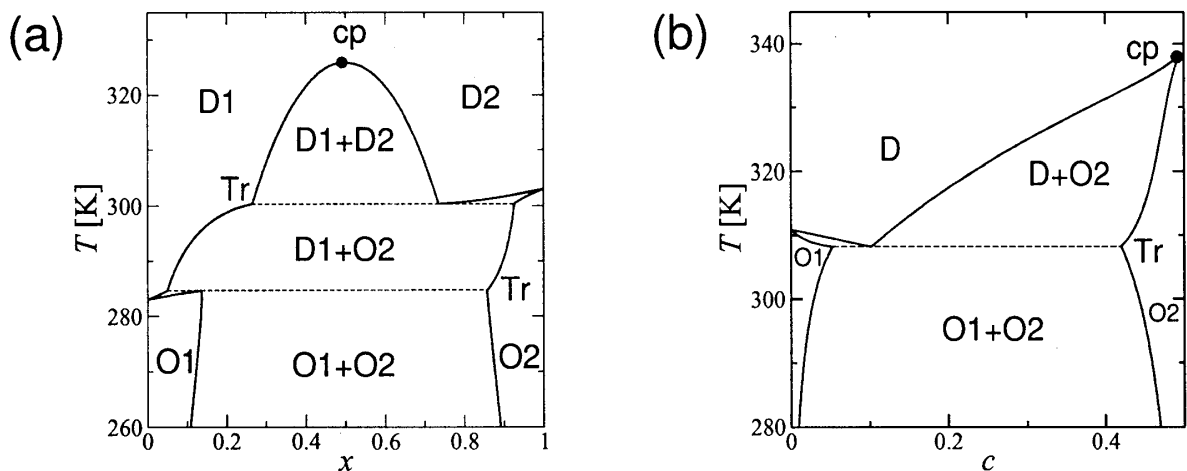 (a)
cp
320
D1
D2
D1+D2
Tr
T [K]
300
D1+O2
Tr
280
O1
O1+O2
O2
260
0 0.2 0.4 0.6 0.8 1
x
(b)
340
cp
D
320
D+O2
T [K]
O1
Tr
300
O1+O2
O2
280
0 0.2 0.4
c